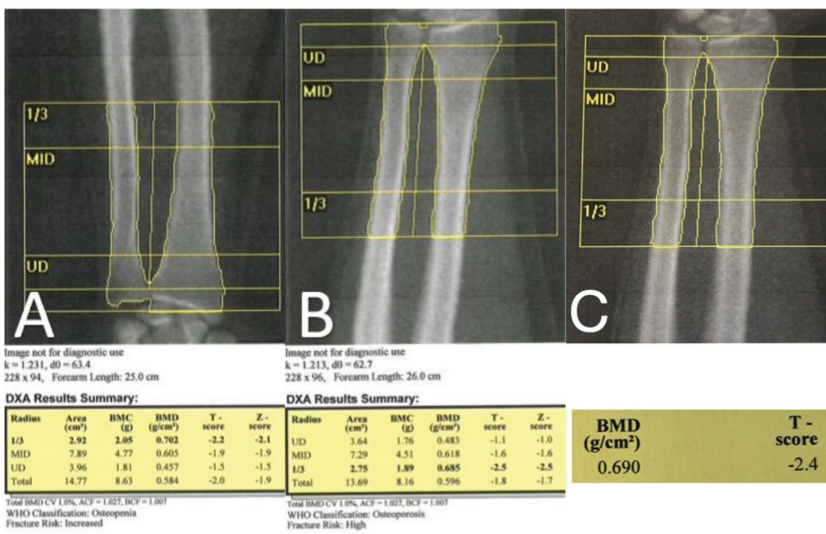 1/3
MID
UD
A
UD
MID
1/3
B
UD
MID
1/3
C
Image not for diagnostic use
k = 1.231, d0 = 63.4
228 x 94, Forearm Length: 25.0 cm
DXA Results Summary:
Radius Area (cm²) BMC (g) BMD (g/cm²) T - score Z - score
1/3 2.92 2.05 0.702 -2.2 -2.1
MID 7.89 4.77 0.605 -1.9 -1.9
UD 3.96 1.81 0.457 -1.5 -1.5
Total 14.77 8.63 0.584 -2.0 -1.9
Total BMD CV 1.0%, ACF = 1.027, BCF = 1.007
WHO Classification: Osteopenia
Fracture Risk: Increased
Image not for diagnostic use
k = 1.213, d0 = 62.7
228 x 96, Forearm Length: 26.0 cm
DXA Results Summary:
Radius Area (cm²) BMC (g) BMD (g/cm²) T - score Z - score
UD 3.64 1.76 0.483 -1.1 -1.0
MID 7.29 4.51 0.618 -1.6 -1.6
1/3 2.75 1.89 0.685 -2.5 -2.5
Total 13.69 8.16 0.596 -1.8 -1.7
Total BMD CV 1.0%, ACF = 1.027, BCF = 1.007
WHO Classification: Osteoporosis
Fracture Risk: High
BMD (g/cm²) T - score
0.690 -2.4